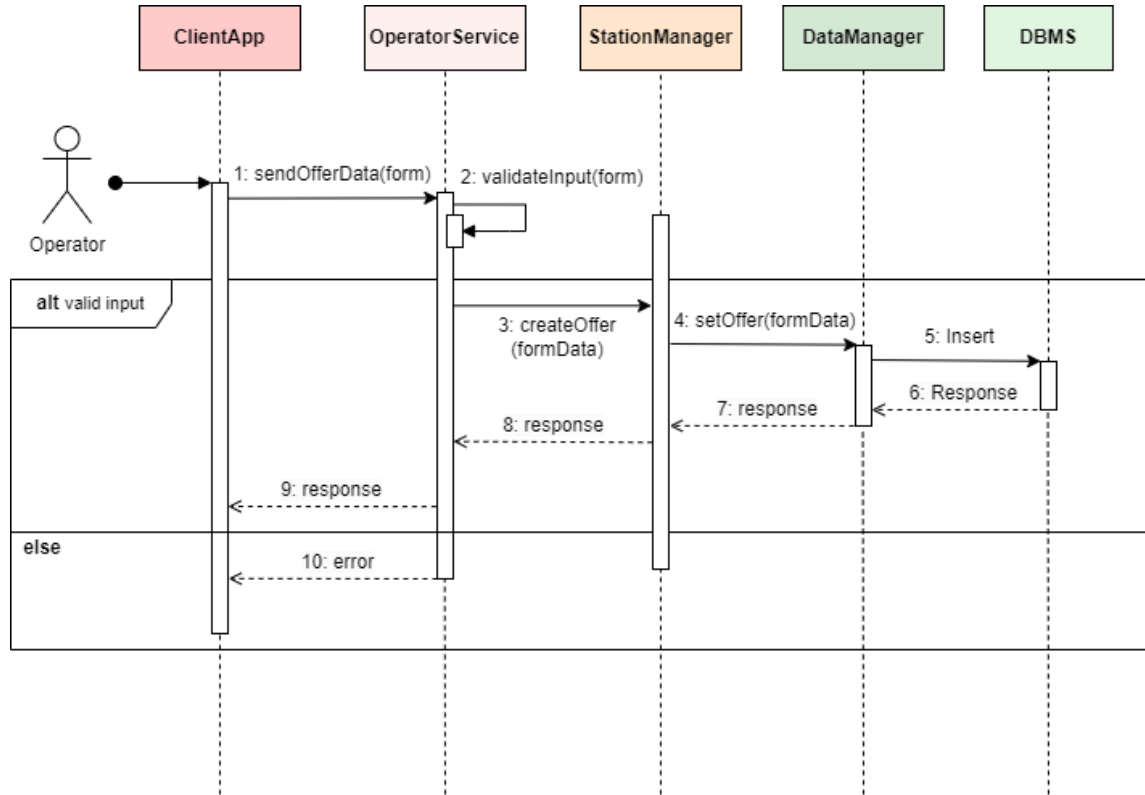 ClientApp
OperatorService
StationManager
DataManager
DBMS
1: sendOfferData(form)
2: validateInput(form)
Operator
alt valid input
3: createOffer
(formData)
4: setOffer(formData)
5: Insert
6: Response
7: response
8: response
9: response
else
10: error